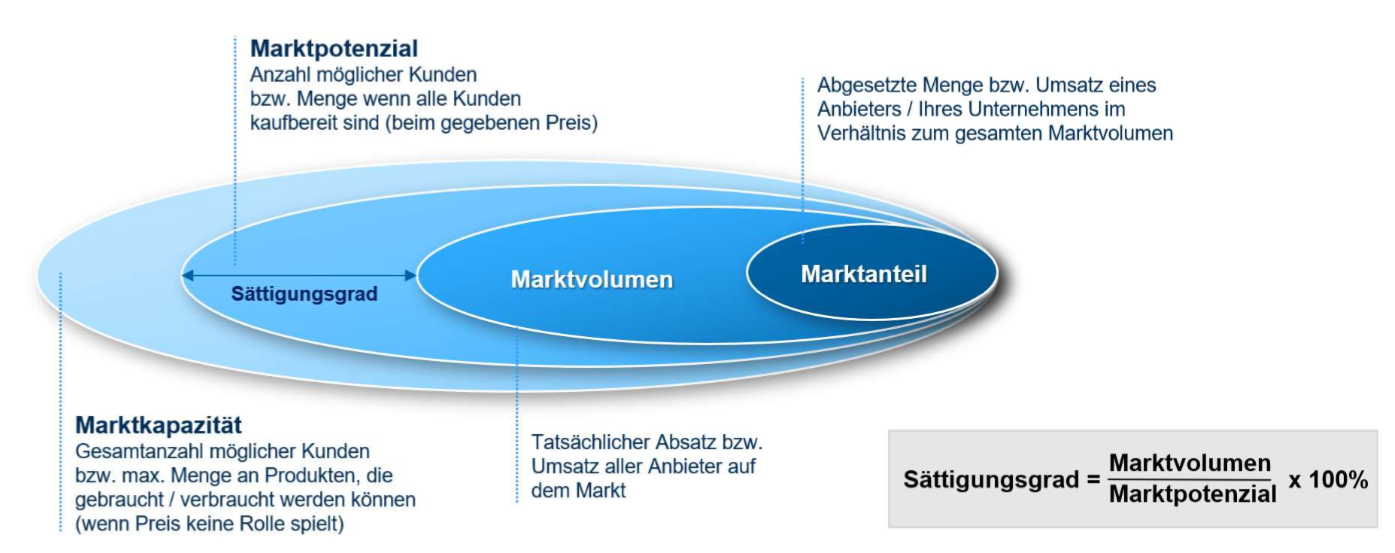 Marktpotenzial
Anzahl möglicher Kunden
bzw. Menge wenn alle Kunden
kaufbereit sind (beim gegebenen Preis)
Abgesetzte Menge bzw. Umsatz eines
Anbieters / Ihres Unternehmens im
Verhältnis zum gesamten Marktvolumen
Sättigungsgrad
Marktvolumen
Marktanteil
Marktkapazität
Gesamtanzahl möglicher Kunden
bzw. max. Menge an Produkten, die
gebraucht / verbraucht werden können
(wenn Preis keine Rolle spielt)
Tatsächlicher Absatz bzw.
Umsatz aller Anbieter auf
dem Markt
Sättigungsgrad = Marktvolumen / Marktpotenzial x 100%